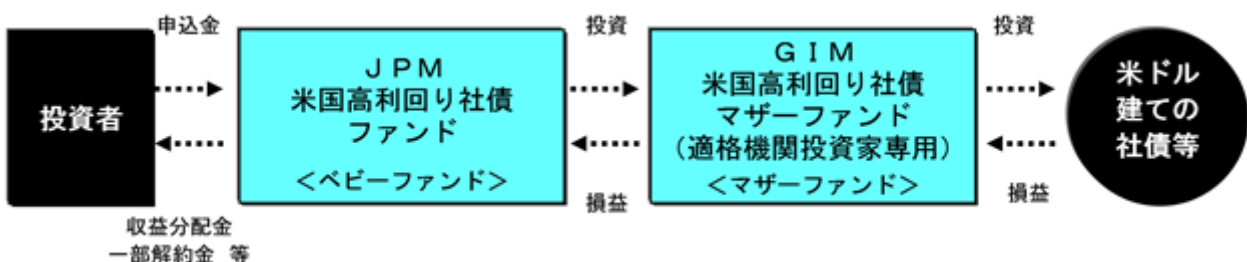 申込金
投資
投資
投資者
ＪＰＭ
米国高利回り社債
ファンド
＜ベビーファンド＞
ＧＩＭ
米国高利回り社債
マザーファンド
（適格機関投資家専用）
＜マザーファンド＞
米ドル
建ての
社債等
損益
損益
収益分配金
一部解約金 等